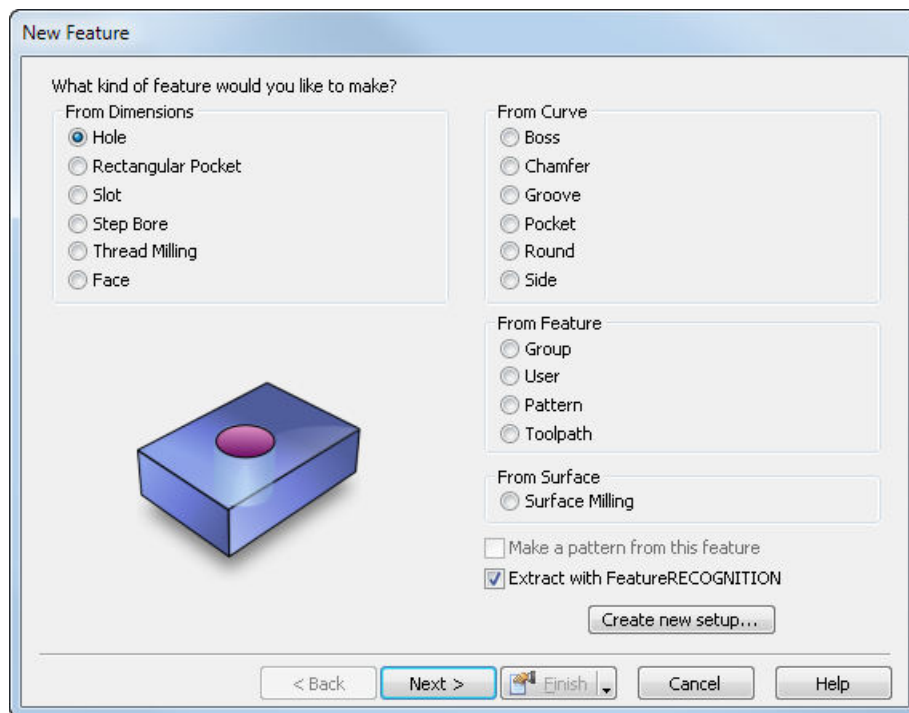 New Feature
What kind of feature would you like to make?
From Dimensions
Hole
Rectangular Pocket
Slot
Step Bore
Thread Milling
Face
From Curve
Boss
Chamfer
Groove
Pocket
Round
Side
From Feature
Group
User
Pattern
Toolpath
From Surface
Surface Milling
Make a pattern from this feature
Extract with FeatureRECOGNITION
Create new setup...
< Back
Next >
Finish
Cancel
Help